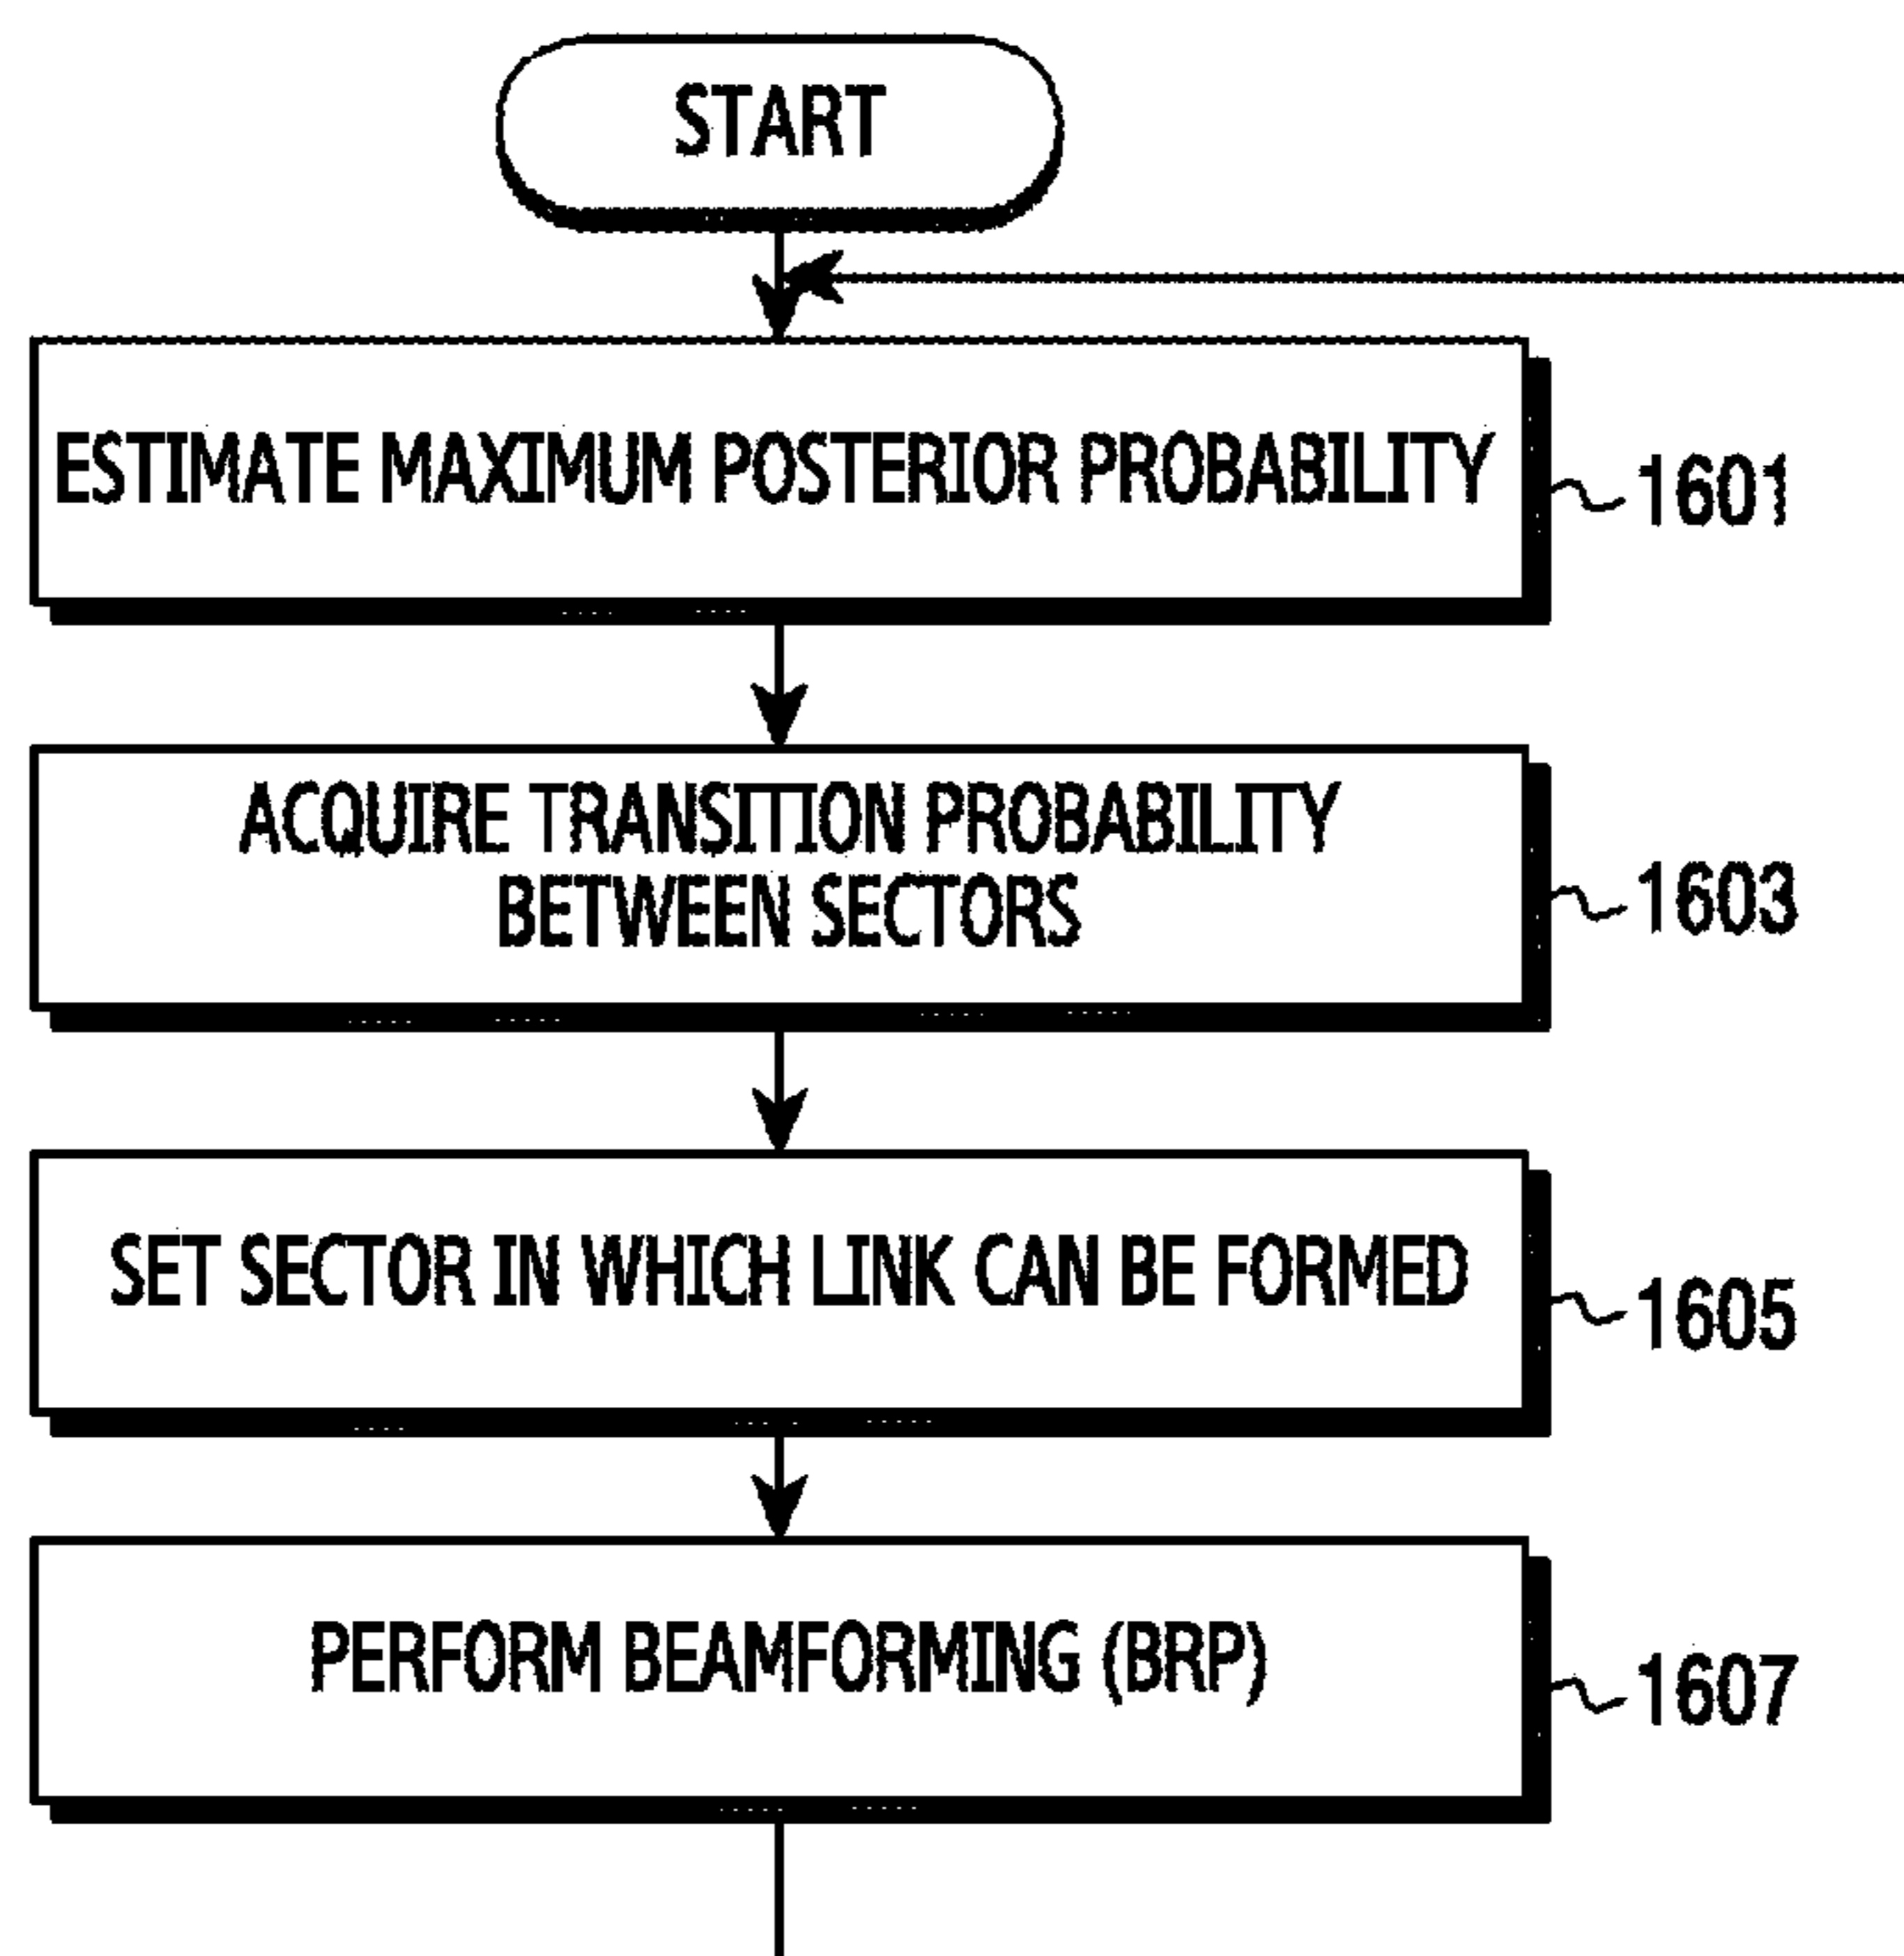 START
ESTIMATE MAXIMUM POSTERIOR PROBABILITY
1601
ACQUIRE TRANSITION PROBABILITY
BETWEEN SECTORS
1603
SET SECTOR IN WHICH LINK CAN BE FORMED
1605
PERFORM BEAMFORMING (BRP)
1607